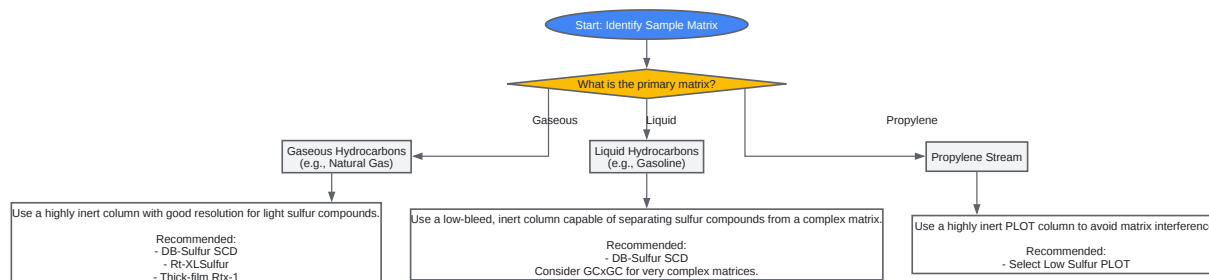 Start: Identify Sample Matrix
What is the primary matrix?
Gaseous
Liquid
Propylene
Gaseous Hydrocarbons
(e.g., Natural Gas)
Liquid Hydrocarbons
(e.g., Gasoline)
Propylene Stream
Use a highly inert column with good resolution for light sulfur compounds.
Recommended:
- DB-Sulfur SCD
- Rt-XLSulfur
- Thick-film Rtx-1
Use a low-bleed, inert column capable of separating sulfur compounds from a complex matrix.
Recommended:
- DB-Sulfur SCD
Consider GCxGC for very complex matrices.
Use a highly inert PLOT column to avoid matrix interference
Recommended:
- Select Low Sulfur PLOT